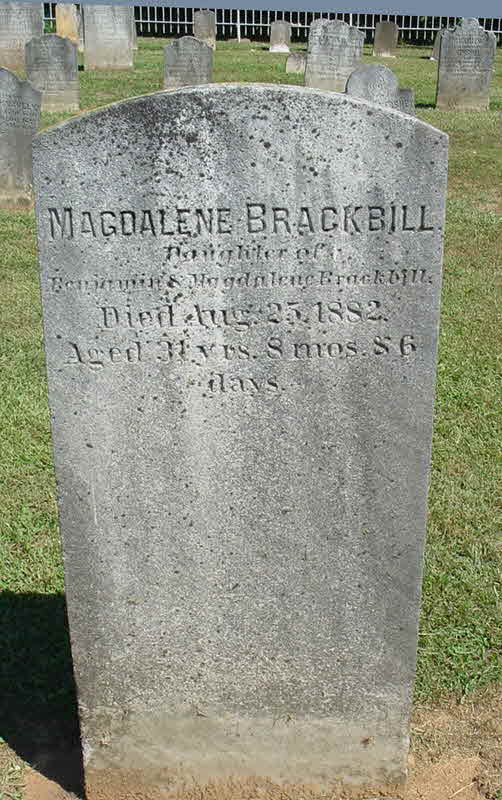 MAGDALENE BRACKBILL.
Daughter of
Benjamin & Magdalene Brackbill.
Died Aug. 25, 1882.
Aged 31 yrs. 8 mos. & 6
days.